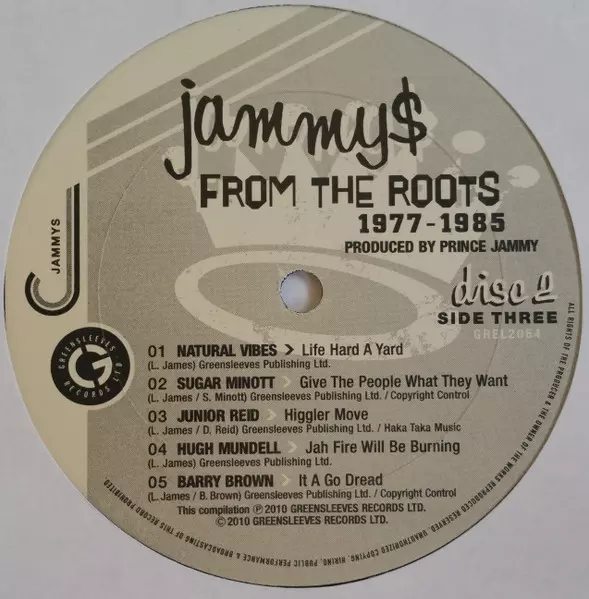 jammy$
FROM THE ROOTS
1977-1985
PRODUCED BY PRINCE JAMMY
JAMMYS
disc 2
SIDE THREE
GREL2064
GREENSLEEVES RECORDS LTD.
G
01 NATURAL VIBES > Life Hard A Yard
(L. James) Greensleeves Publishing Ltd.
02 SUGAR MINOTT > Give The People What They Want
(L. James / S. Minott) Greensleeves Publishing Ltd. / Copyright Control
03 JUNIOR REID > Higgler Move
(L. James / D. Reid) Greensleeves Publishing Ltd. / Haka Taka Music
04 HUGH MUNDELL > Jah Fire Will Be Burning
(L. James) Greensleeves Publishing Ltd.
05 BARRY BROWN > It A Go Dread
(L. James / B. Brown) Greensleeves Publishing Ltd. / Copyright Control
This compilation ℗ 2010 GREENSLEEVES RECORDS LTD.
© 2010 GREENSLEEVES RECORDS LTD.
ALL RIGHTS OF THE PRODUCER & THE OWNER OF THE WORKS REPRODUCED RESERVED. UNAUTHORIZED COPYING, HIRING, PUBLIC PERFORMANCE & BROADCASTING OF THIS RECORD PROHIBITED